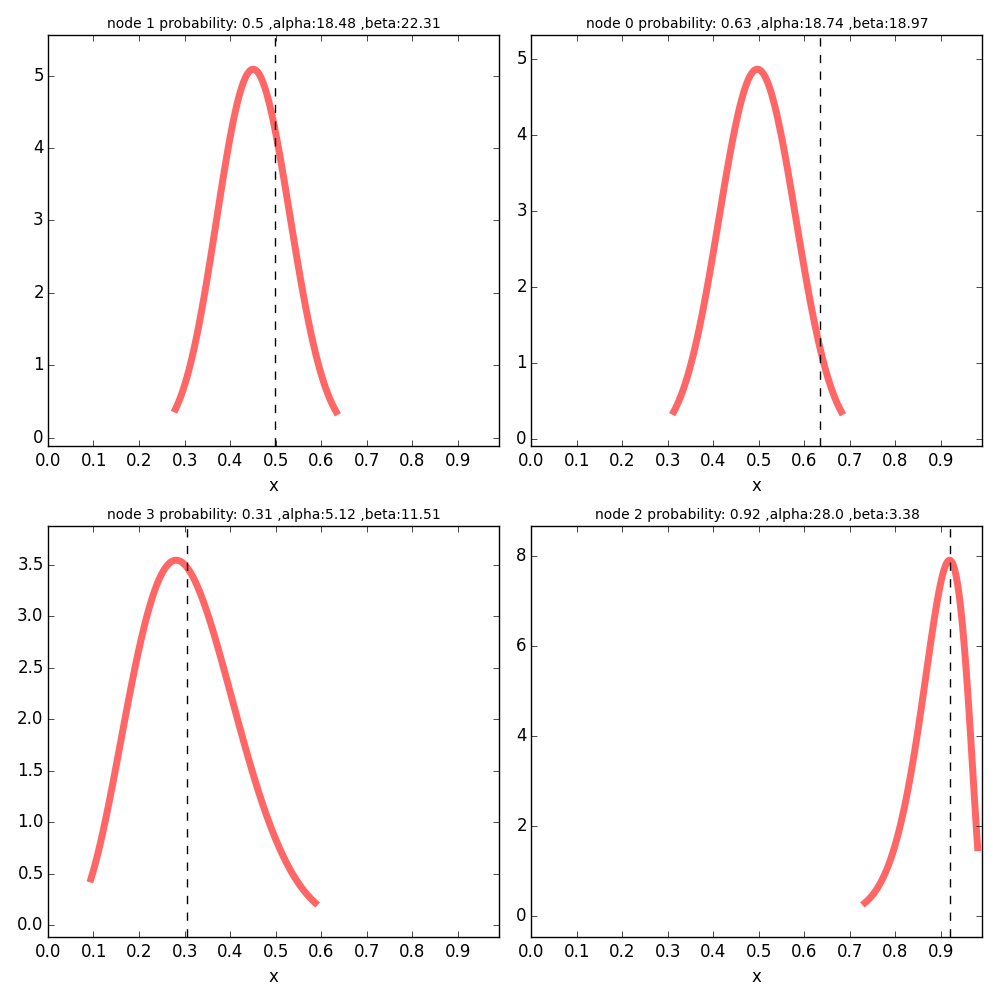 node 1 probability: 0.5 ,alpha:18.48 ,beta:22.31
5
4
3
2
1
0
0.0 0.1 0.2 0.3 0.4 0.5 0.6 0.7 0.8 0.9
x
node 0 probability: 0.63 ,alpha:18.74 ,beta:18.97
5
4
3
2
1
0
0.0 0.1 0.2 0.3 0.4 0.5 0.6 0.7 0.8 0.9
x
node 3 probability: 0.31 ,alpha:5.12 ,beta:11.51
3.5
3.0
2.5
2.0
1.5
1.0
0.5
0.0
0.0 0.1 0.2 0.3 0.4 0.5 0.6 0.7 0.8 0.9
x
node 2 probability: 0.92 ,alpha:28.0 ,beta:3.38
8
6
4
2
0
0.0 0.1 0.2 0.3 0.4 0.5 0.6 0.7 0.8 0.9
x